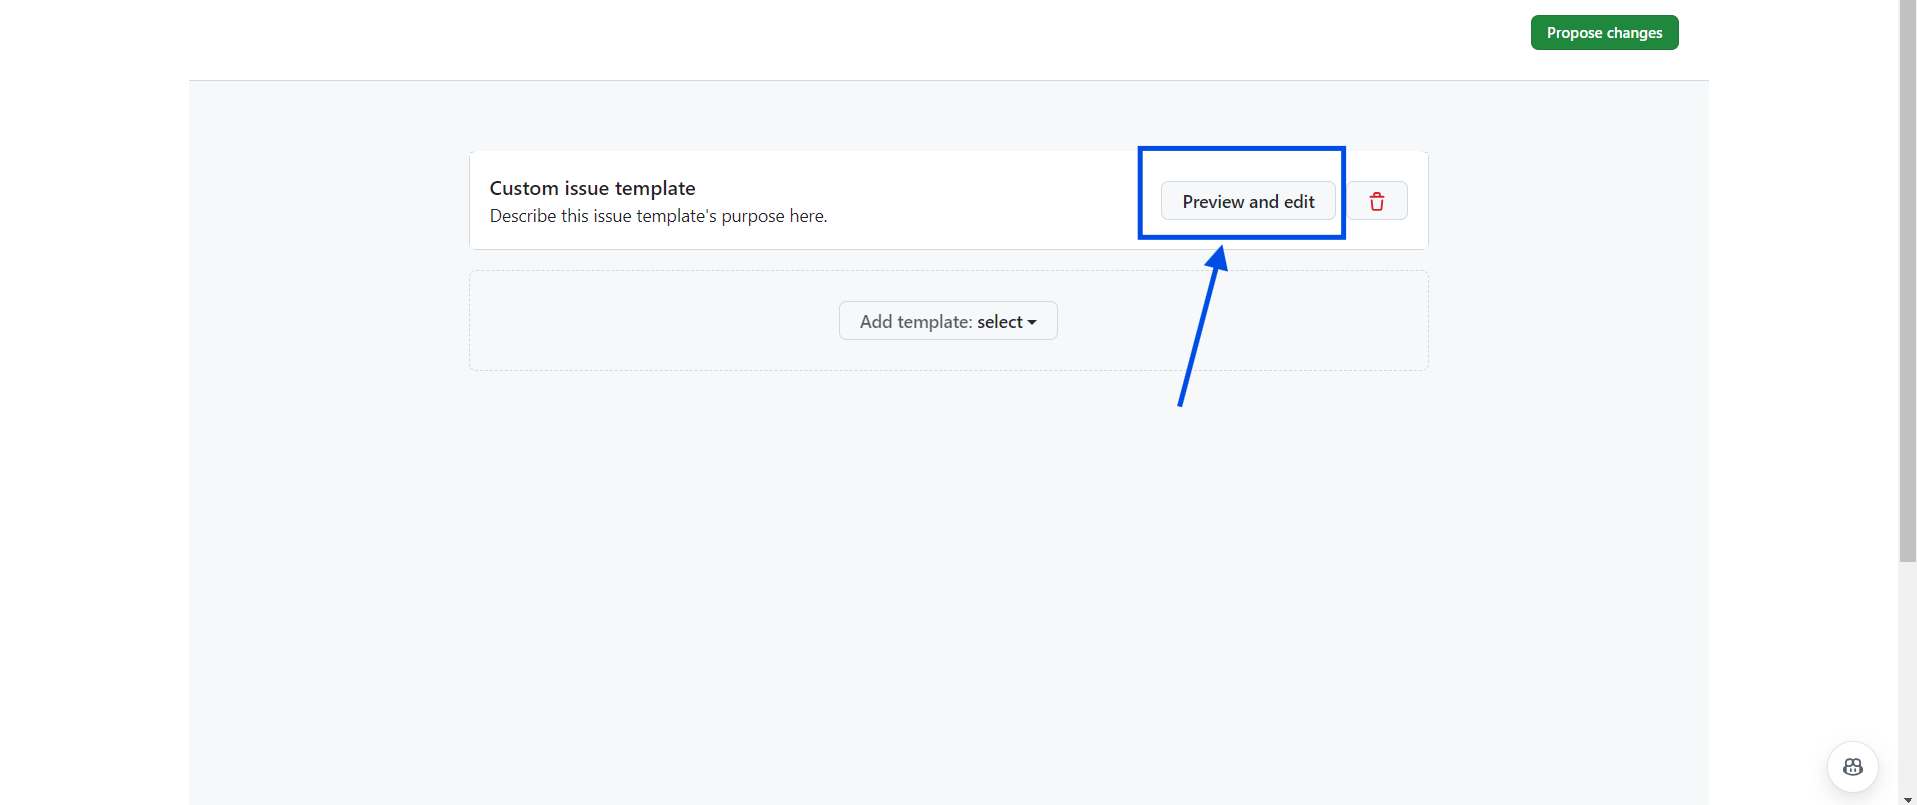 Propose changes
Custom issue template
Preview and edit
Describe this issue template's purpose here.
Add template: select